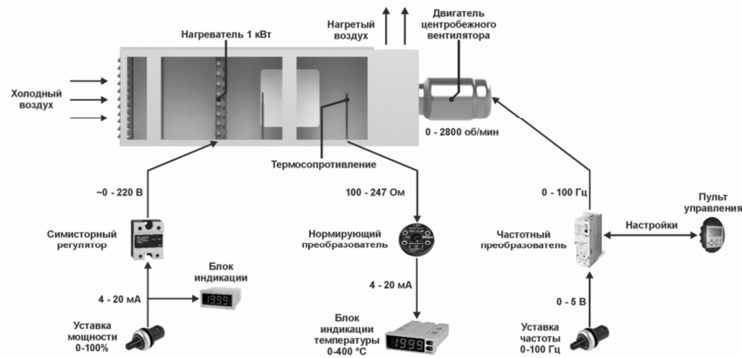 Нагреватель 1 кВт
Нагретый
воздух
Двигатель
центробежного
вентилятора
Холодный
воздух
0 - 2800 об/мин
Термосопротивление
~0 - 220 В
100 - 247 Ом
0 - 100 Гц
Пульт
управления
Симисторный
регулятор
Нормирующий
преобразователь
Частотный
преобразователь
Настройки
Блок
индикации
4 - 20 мА
4 - 20 мА
0 - 5 В
1999
Уставка
мощности
0-100%
Блок
индикации
температуры
0-400 °С
1999
Уставка
частоты
0-100 Гц